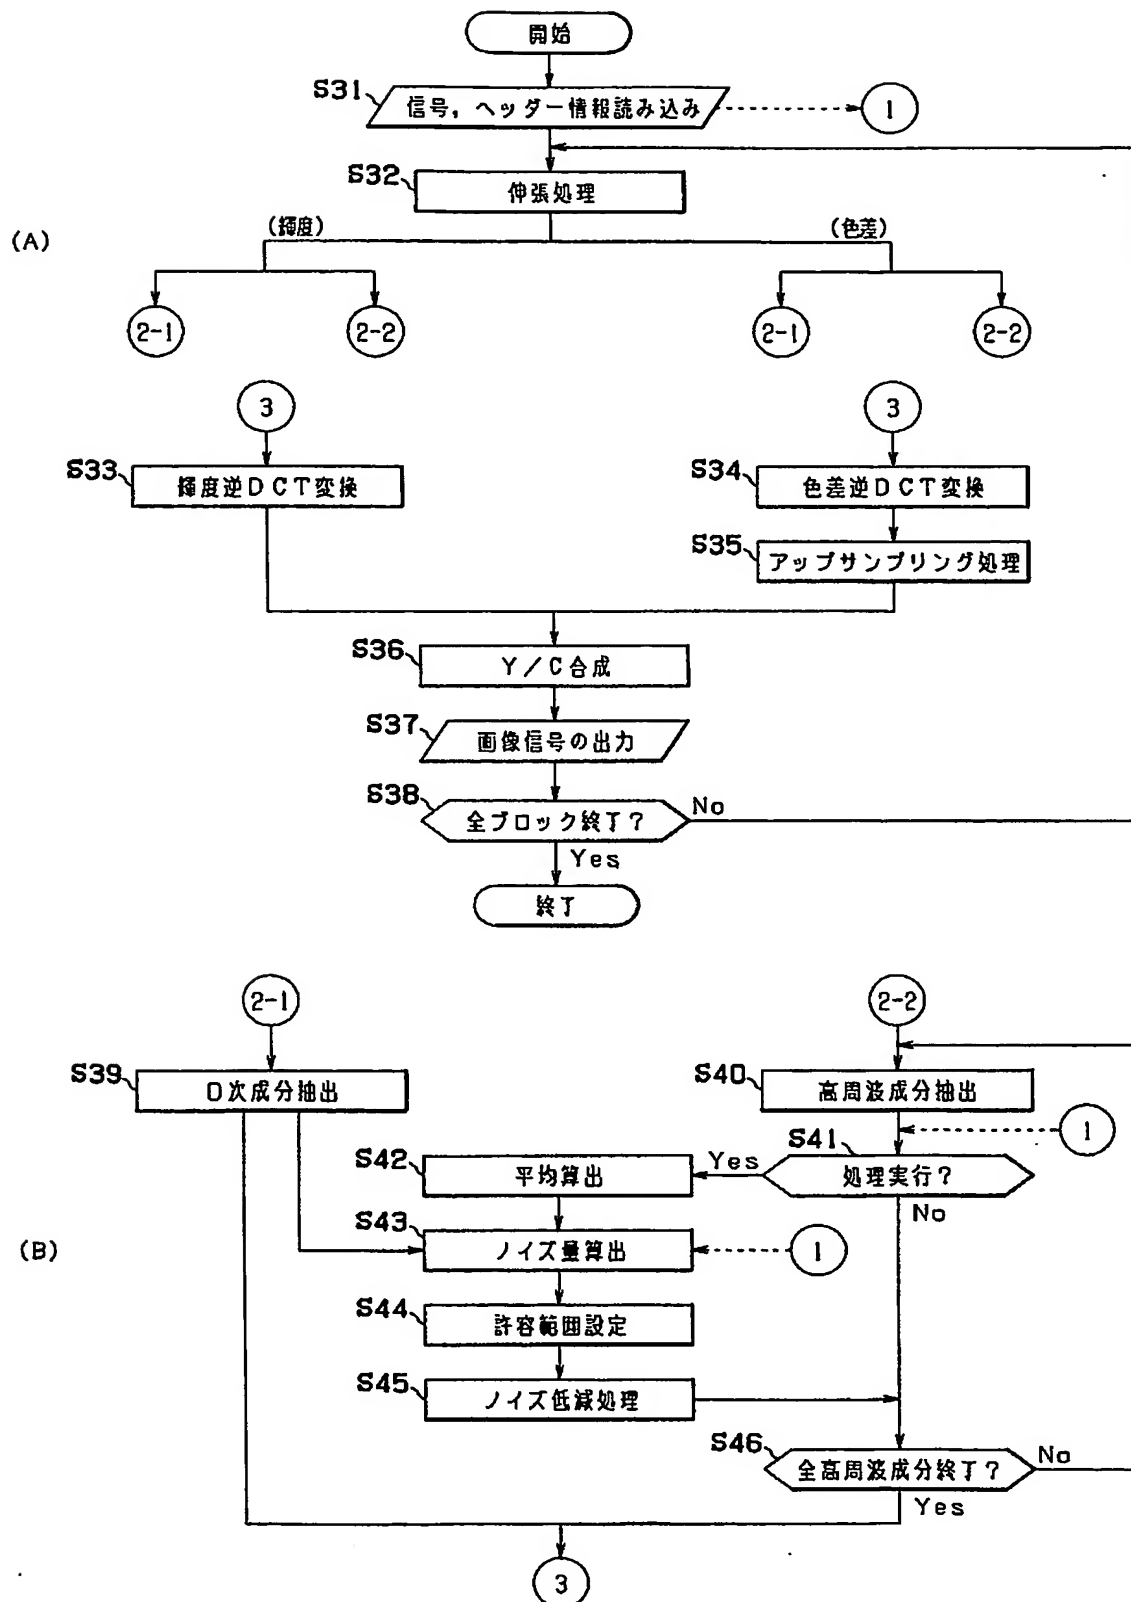 開始
S31
信号，ヘッダー情報読み込み
1
S32
伸張処理
(A)
(輝度)
(色差)
2-1
2-2
2-1
2-2
3
3
S33
輝度逆DCT変換
S34
色差逆DCT変換
S35
アップサンプリング処理
S36
Y／C合成
S37
画像信号の出力
S38
全ブロック終了？
No
Yes
終了
2-1
2-2
S39
0次成分抽出
S40
高周波成分抽出
1
S41
処理実行？
Yes
No
S42
平均算出
(B)
S43
ノイズ量算出
1
S44
許容範囲設定
S45
ノイズ低減処理
S46
全高周波成分終了？
No
Yes
3